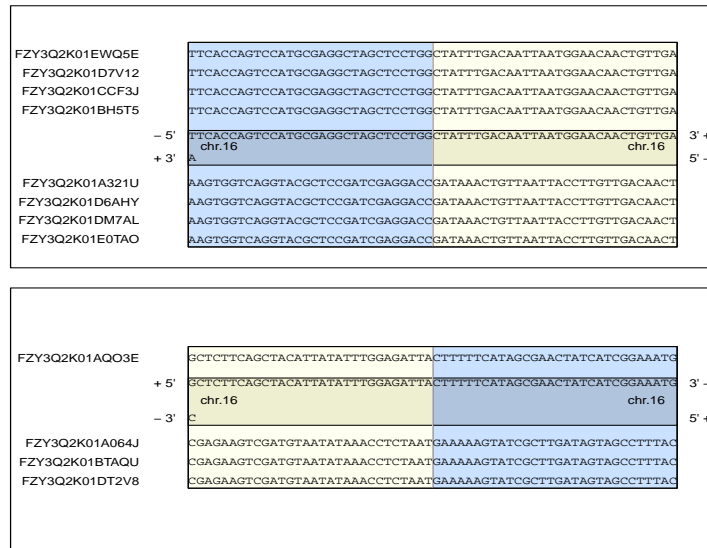 FZY3Q2K01EWQ5E TTCACCAGTCCATGCGAGGCTAGCTCCTGGCTATTTGACAATTAATGGAACAACTGTTGA
FZY3Q2K01D7V12 TTCACCAGTCCATGCGAGGCTAGCTCCTGGCTATTTGACAATTAATGGAACAACTGTTGA
FZY3Q2K01CCF3J TTCACCAGTCCATGCGAGGCTAGCTCCTGGCTATTTGACAATTAATGGAACAACTGTTGA
FZY3Q2K01BH5T5 TTCACCAGTCCATGCGAGGCTAGCTCCTGGCTATTTGACAATTAATGGAACAACTGTTGA
− 5' TTCACCAGTCCATGCGAGGCTAGCTCCTGGCTATTTGACAATTAATGGAACAACTGTTGA 3' +
chr.16 chr.16
+ 3' A 5' −
FZY3Q2K01A321U AAGTGGTCAGGTACGCTCCGATCGAGGACCGATAAACTGTTAATTACCTTGTTGACAACT
FZY3Q2K01D6AHY AAGTGGTCAGGTACGCTCCGATCGAGGACCGATAAACTGTTAATTACCTTGTTGACAACT
FZY3Q2K01DM7AL AAGTGGTCAGGTACGCTCCGATCGAGGACCGATAAACTGTTAATTACCTTGTTGACAACT
FZY3Q2K01E0TAO AAGTGGTCAGGTACGCTCCGATCGAGGACCGATAAACTGTTAATTACCTTGTTGACAACT
FZY3Q2K01AQO3E GCTCTTCAGCTACATTATATTTGGAGATTACTTTTTCATAGCGAACTATCATCGGAAATG
+ 5' GCTCTTCAGCTACATTATATTTGGAGATTACTTTTTCATAGCGAACTATCATCGGAAATG 3' −
chr.16 chr.16
− 3' C 5' +
FZY3Q2K01A064J CGAGAAGTCGATGTAATATAAACCTCTAATGAAAAAGTATCGCTTGATAGTAGCCTTTAC
FZY3Q2K01BTAQU CGAGAAGTCGATGTAATATAAACCTCTAATGAAAAAGTATCGCTTGATAGTAGCCTTTAC
FZY3Q2K01DT2V8 CGAGAAGTCGATGTAATATAAACCTCTAATGAAAAAGTATCGCTTGATAGTAGCCTTTAC